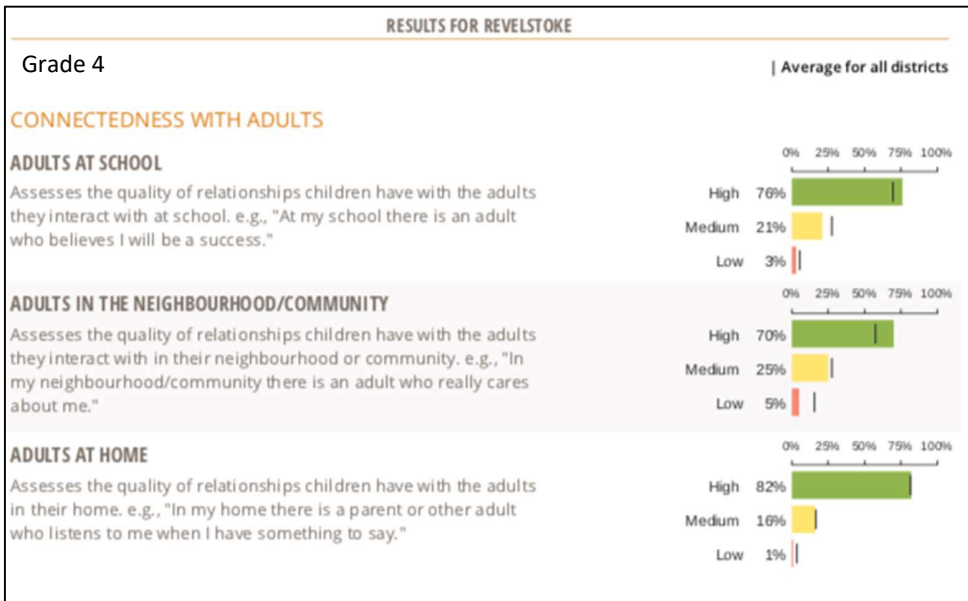 RESULTS FOR REVELSTOKE
Grade 4
| Average for all districts
CONNECTEDNESS WITH ADULTS
ADULTS AT SCHOOL
Assesses the quality of relationships children have with the adults
they interact with at school. e.g., "At my school there is an adult
who believes I will be a success."
0% 25% 50% 75% 100%
High 76%
Medium 21%
Low 3%
ADULTS IN THE NEIGHBOURHOOD/COMMUNITY
Assesses the quality of relationships children have with the adults
they interact with in their neighbourhood or community. e.g., "In
my neighbourhood/community there is an adult who really cares
about me."
0% 25% 50% 75% 100%
High 70%
Medium 25%
Low 5%
ADULTS AT HOME
Assesses the quality of relationships children have with the adults
in their home. e.g., "In my home there is a parent or other adult
who listens to me when I have something to say."
0% 25% 50% 75% 100%
High 82%
Medium 16%
Low 1%